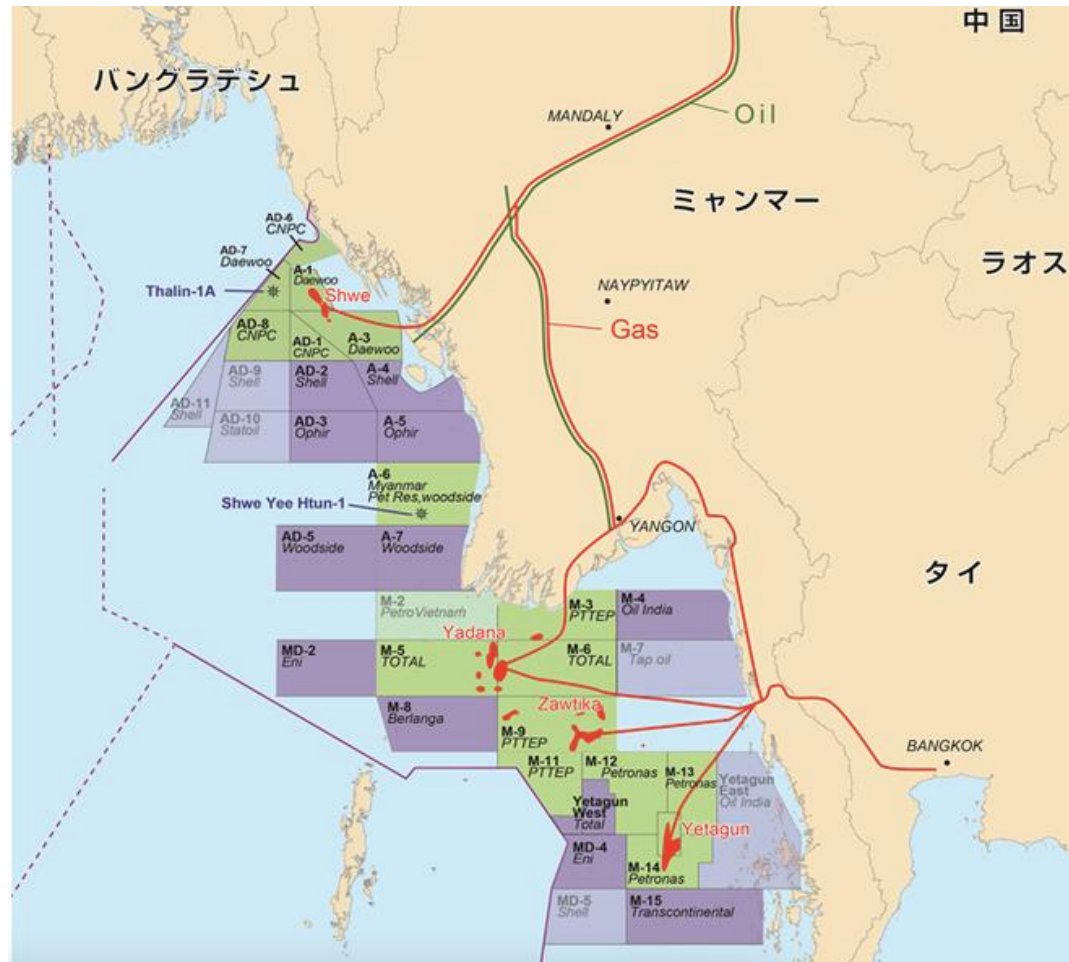 中国
バングラデシュ
Oil
MANDALY
ミャンマー
AD-6
CNPC
AD-7
Daewoo
A-1
Daewoo
Thalin-1A
Shwe
NAYPYITAW
ラオス
Gas
AD-8
CNPC
AD-1
CNPC
A-3
Daewoo
AD-9
Shell
AD-2
Shell
A-4
Shell
AD-11
Shell
AD-10
Statoil
AD-3
Ophir
A-5
Ophir
A-6
Myanmar
Pet Res,woodside
Shwe Yee Htun-1
YANGON
AD-5
Woodside
A-7
Woodside
タイ
M-2
PetroVietnam
M-3
PTTEP
M-4
Oil India
Yadana
MD-2
Eni
M-5
TOTAL
M-6
TOTAL
M-7
Tap oil
M-8
Berlanga
Zawtika
M-9
PTTEP
BANGKOK
M-11
PTTEP
M-12
Petronas
M-13
Petronas
Yetagun
East
Oil India
Yetagun
West
Total
Yetagun
MD-4
Eni
M-14
Petronas
MD-5
Shell
M-15
Transcontinental